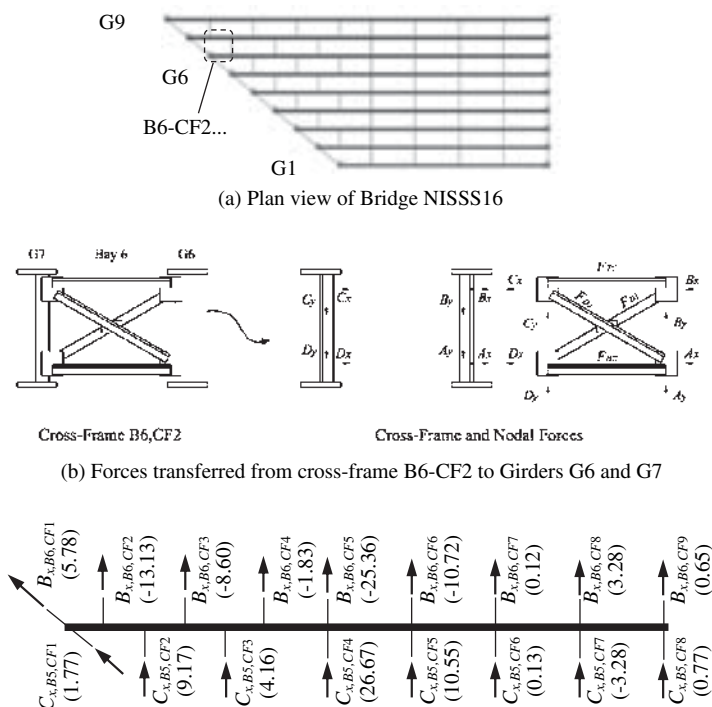 G9
G6
B6-CF2...
G1
(a) Plan view of Bridge NISSS16
G7 Bay 6 G6
Cx Bx Cx Bx
Cy By FD2 FD1 Cy By
Dy Dx Ay Ax Dx Ax
Dy Ay
Cross-Frame B6,CF2 Cross-Frame and Nodal Forces
(b) Forces transferred from cross-frame B6-CF2 to Girders G6 and G7
Bx,B6,CF1 (5.78)
Bx,B6,CF2 (-13.13)
Bx,B6,CF3 (-8.60)
Bx,B6,CF4 (-1.83)
Bx,B6,CF5 (-25.36)
Bx,B6,CF6 (-10.72)
Bx,B6,CF7 (0.12)
Bx,B6,CF8 (3.28)
Bx,B6,CF9 (0.65)
Cx,B5,CF1 (1.77)
Cx,B5,CF2 (9.17)
Cx,B5,CF3 (4.16)
Cx,B5,CF4 (26.67)
Cx,B5,CF5 (10.55)
Cx,B5,CF6 (0.13)
Cx,B5,CF7 (-3.28)
Cx,B5,CF8 (0.77)